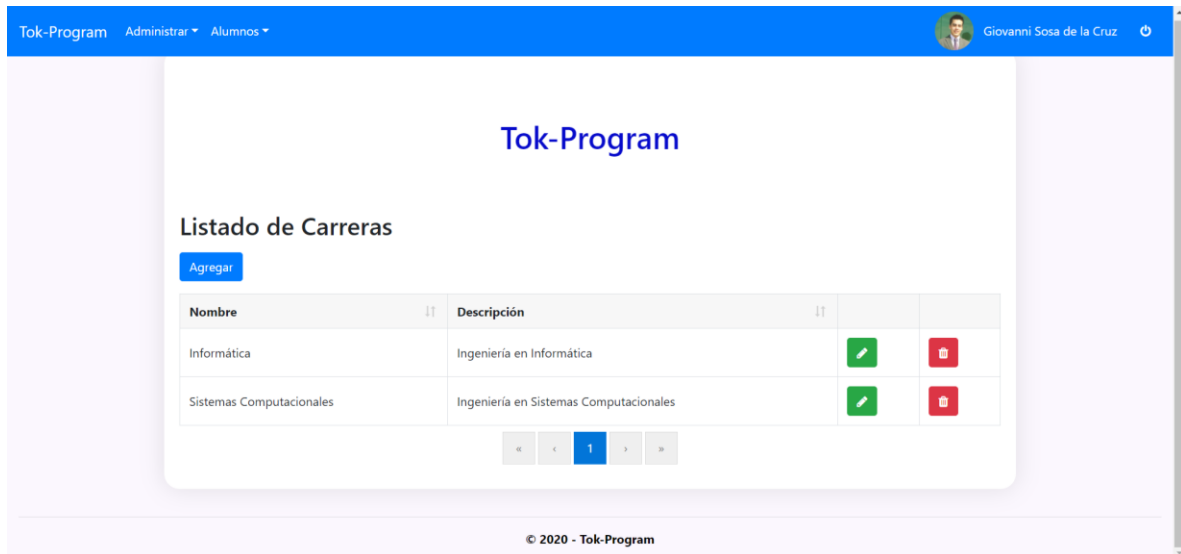 Tok-Program Administrar Alumnos Giovanni Sosa de la Cruz
Tok-Program
Listado de Carreras
Agregar
Nombre Descripción
Informática Ingeniería en Informática
Sistemas Computacionales Ingeniería en Sistemas Computacionales
« ‹ 1 › »
© 2020 - Tok-Program